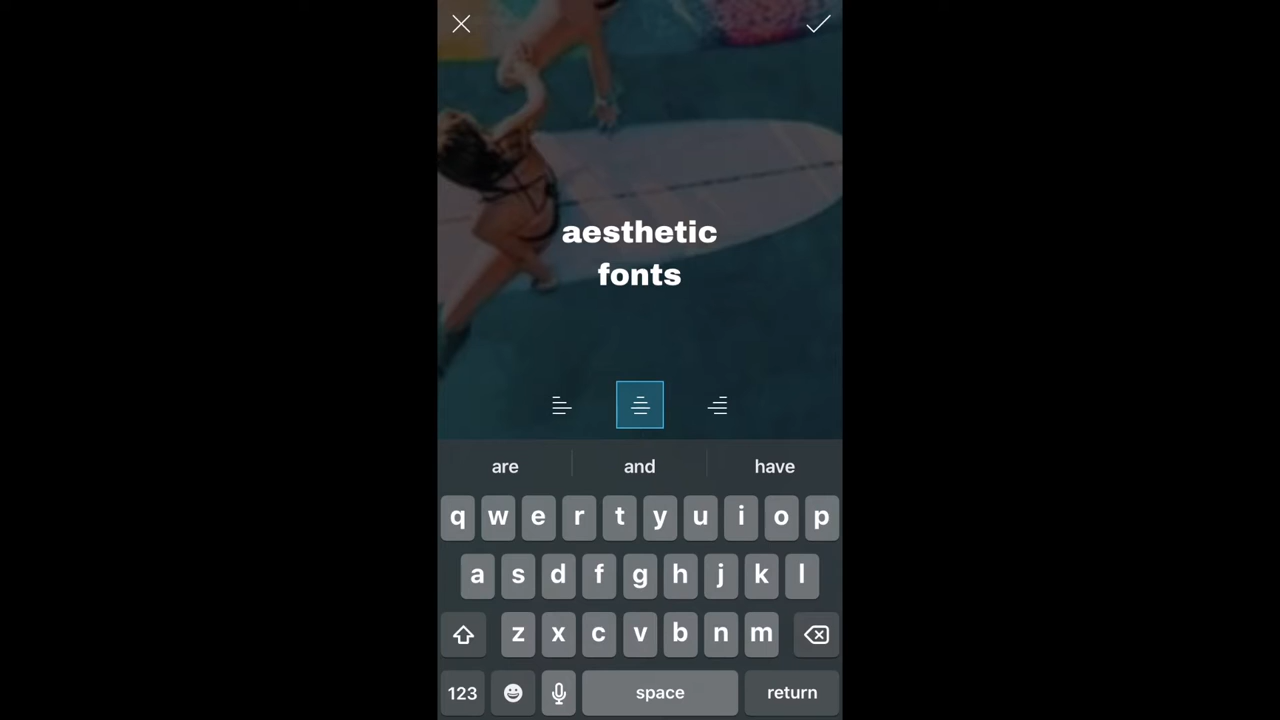 aesthetic
fonts
are and have
q w e r t y u i o p
a s d f g h j k l
z x c v b n m
123 space return